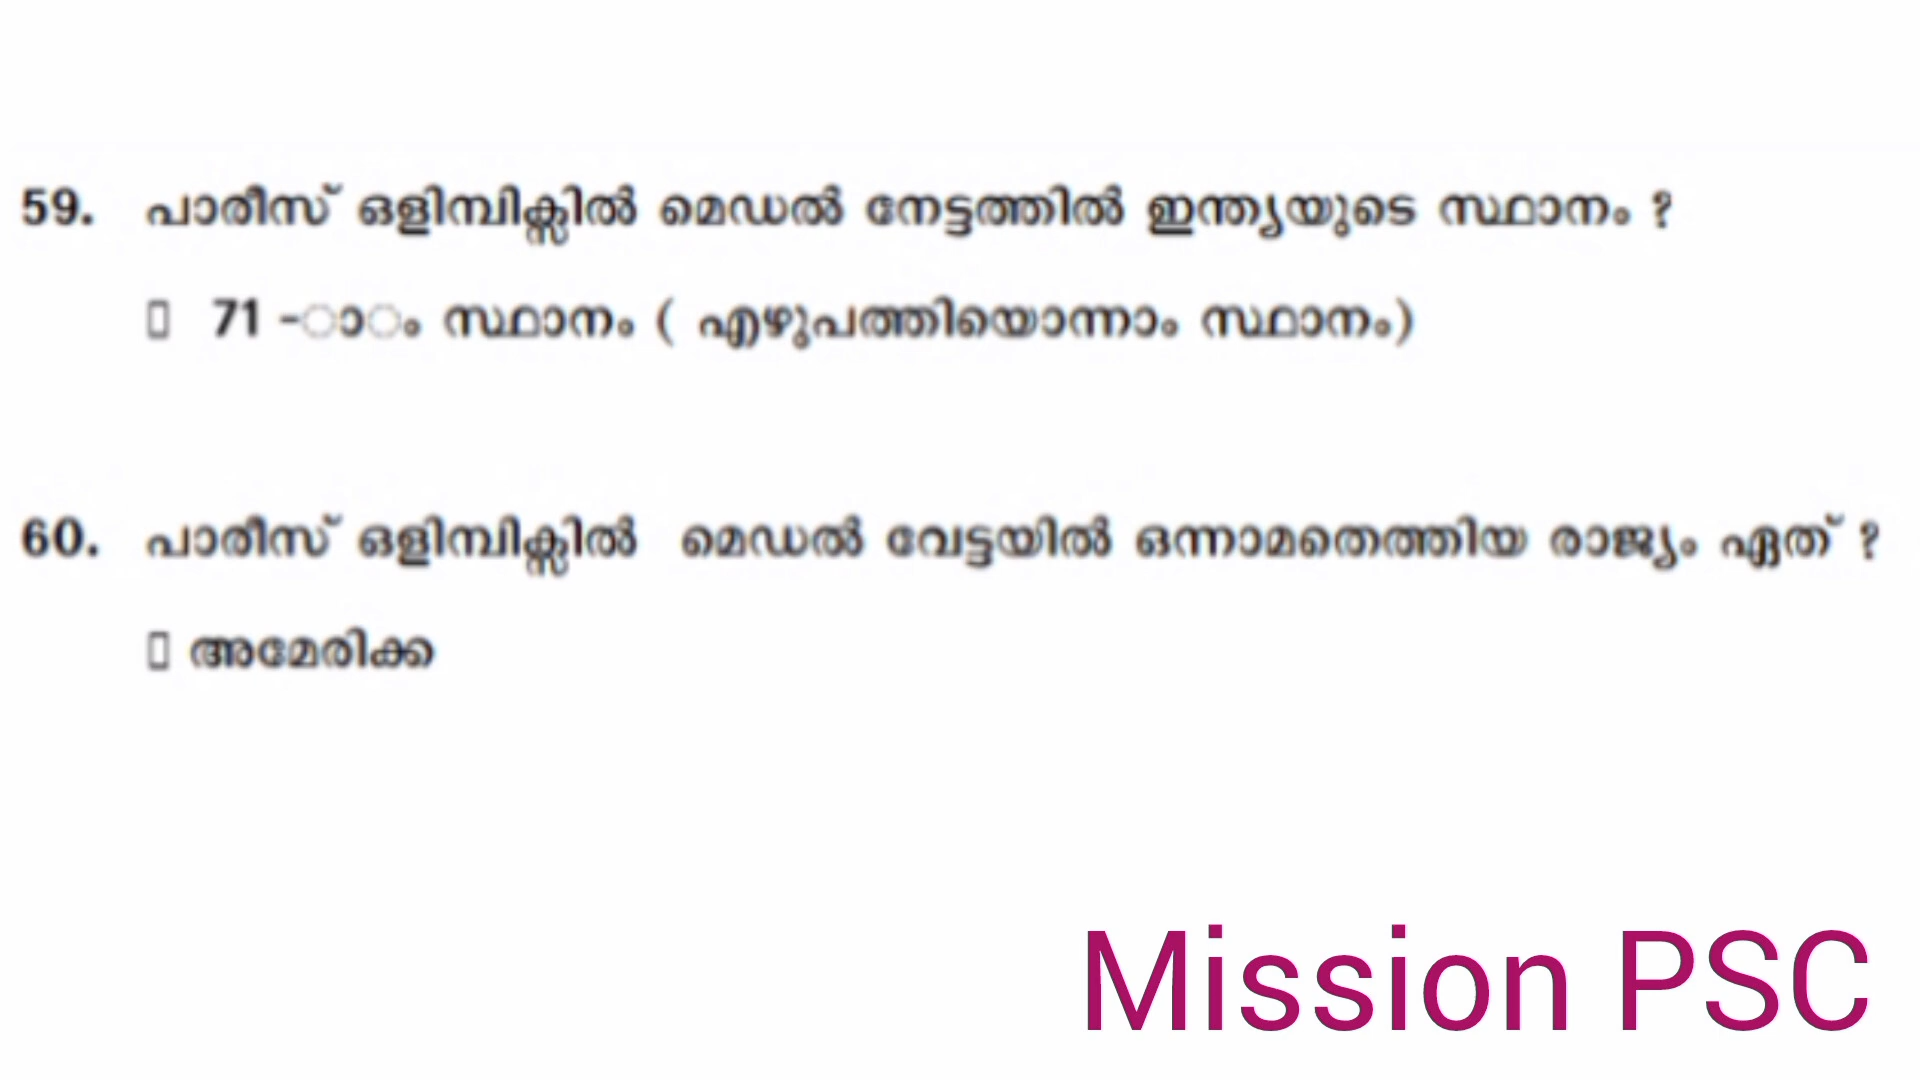 59. പാരീസ് ഒളിമ്പിക്സിൽ മെഡൽ നേട്ടത്തിൽ ഇന്ത്യയുടെ സ്ഥാനം ?
71 -ാാം സ്ഥാനം ( എഴുപത്തിയൊന്നാം സ്ഥാനം)
60. പാരീസ് ഒളിമ്പിക്സിൽ മെഡൽ വേട്ടയിൽ ഒന്നാമതെത്തിയ രാജ്യം ഏത് ?
അമേരിക്ക
Mission PSC